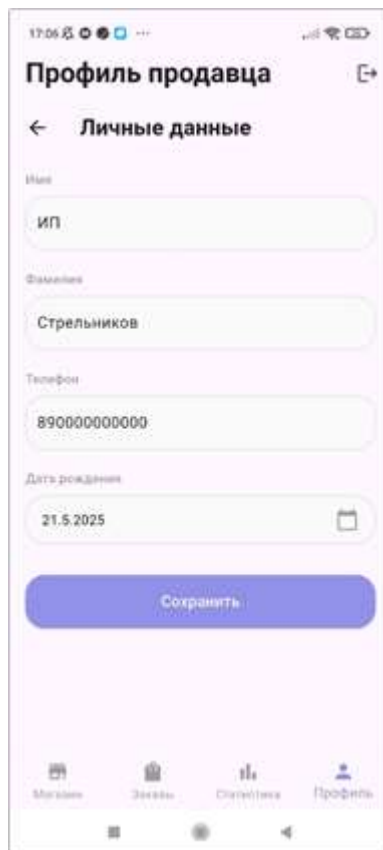 17:06
Профиль продавца
Личные данные
Имя
ИП
Фамилия
Стрельников
Телефон
890000000000
Дата рождения
21.5.2025
Сохранить
Магазин Заказы Статистика Профиль